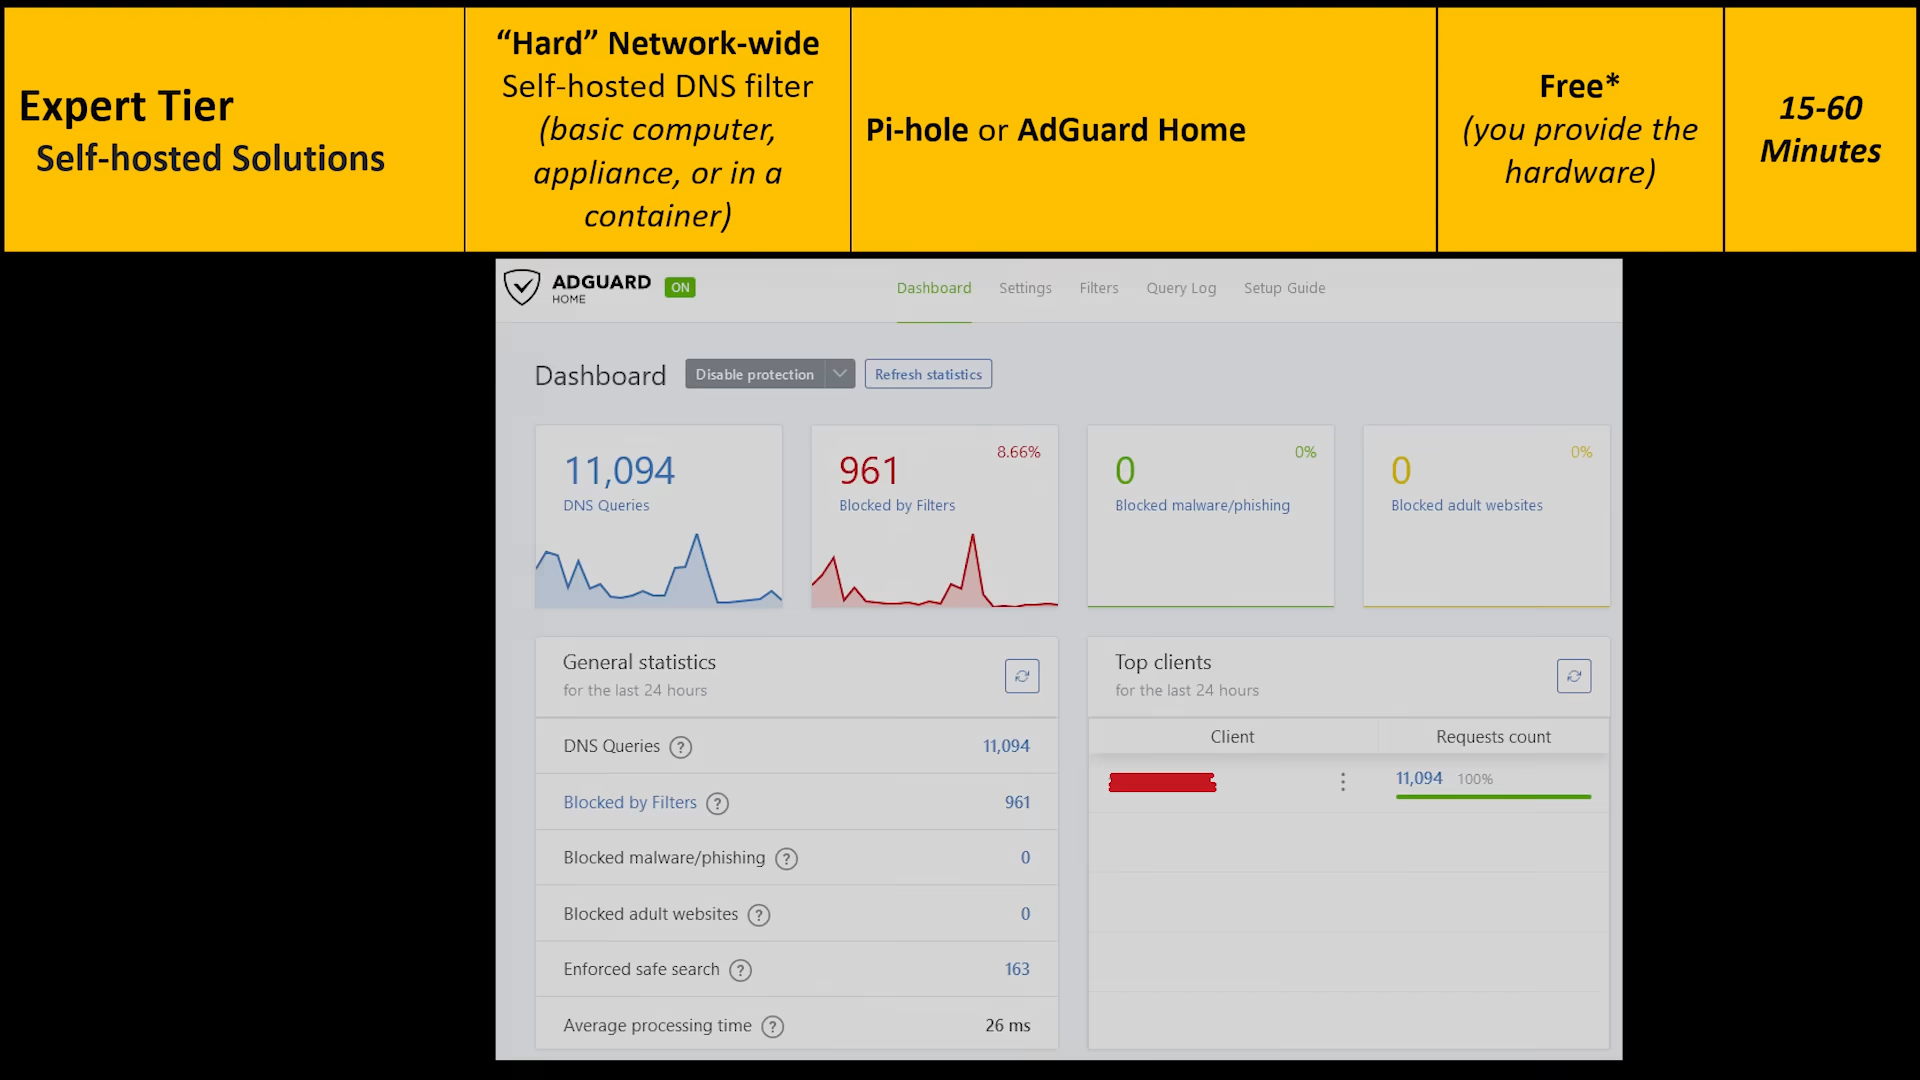 Expert Tier
Self-hosted Solutions
“Hard” Network-wide
Self-hosted DNS filter
(basic computer,
appliance, or in a
container)
Pi-hole or AdGuard Home
Free*
(you provide the
hardware)
15-60
Minutes
ADGUARD
HOME
ON
Dashboard
Settings
Filters
Query Log
Setup Guide
Dashboard
Disable protection
Refresh statistics
11,094
DNS Queries
8.66%
961
Blocked by Filters
0%
0
Blocked malware/phishing
0%
0
Blocked adult websites
General statistics
for the last 24 hours
DNS Queries ? 11,094
Blocked by Filters ? 961
Blocked malware/phishing ? 0
Blocked adult websites ? 0
Enforced safe search ? 163
Average processing time ? 26 ms
Top clients
for the last 24 hours
Client
Requests count
11,094 100%